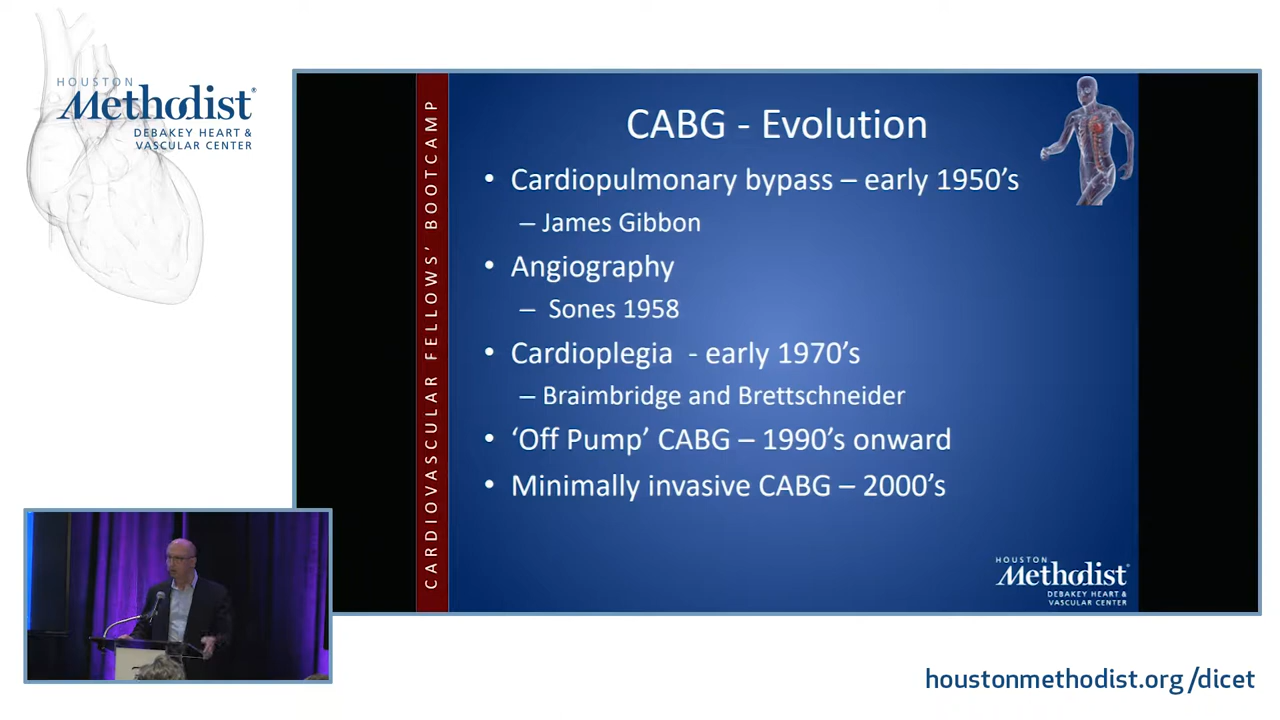 HOUSTON
Methodist®
DEBAKEY HEART &
VASCULAR CENTER
CARDIOVASCULAR FELLOWS' BOOTCAMP
CABG - Evolution
• Cardiopulmonary bypass – early 1950's
– James Gibbon
• Angiography
– Sones 1958
• Cardioplegia - early 1970's
– Braimbridge and Brettschneider
• 'Off Pump' CABG – 1990's onward
• Minimally invasive CABG – 2000's
HOUSTON
Methodist®
DEBAKEY HEART &
VASCULAR CENTER
houstonmethodist.org/dicet